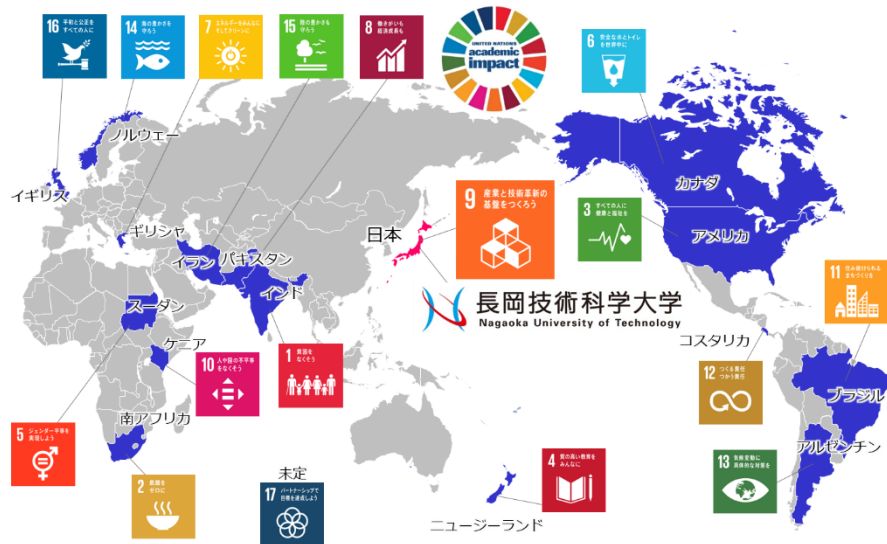 16 平和と公正を
すべての人に
14 海の豊かさを
守ろう
7 エネルギーをみんなに
そしてクリーンに
15 陸の豊かさも
守ろう
8 働きがいも
経済成長も
UNITED NATIONS
academic
impact
6 安全な水とトイレ
を世界中に
ノルウェー
イギリス
ギリシャ
イラン
パキスタン
インド
日本
9 産業と技術革新の
基盤をつくろう
3 すべての人に
健康と福祉を
カナダ
アメリカ
11 住み続けられる
まちづくりを
長岡技術科学大学
Nagaoka University of Technology
スーダン
ケニア
10 人や国の不平等
をなくそう
1 貧困を
なくそう
コスタリカ
12 つくる責任
つかう責任
ブラジル
南アフリカ
5 ジェンダー平等を
実現しよう
2 飢餓を
ゼロに
未定
17 パートナーシップで
目標を達成しよう
4 質の高い教育を
みんなに
ニュージーランド
アルゼンチン
13 気候変動に
具体的な対策を